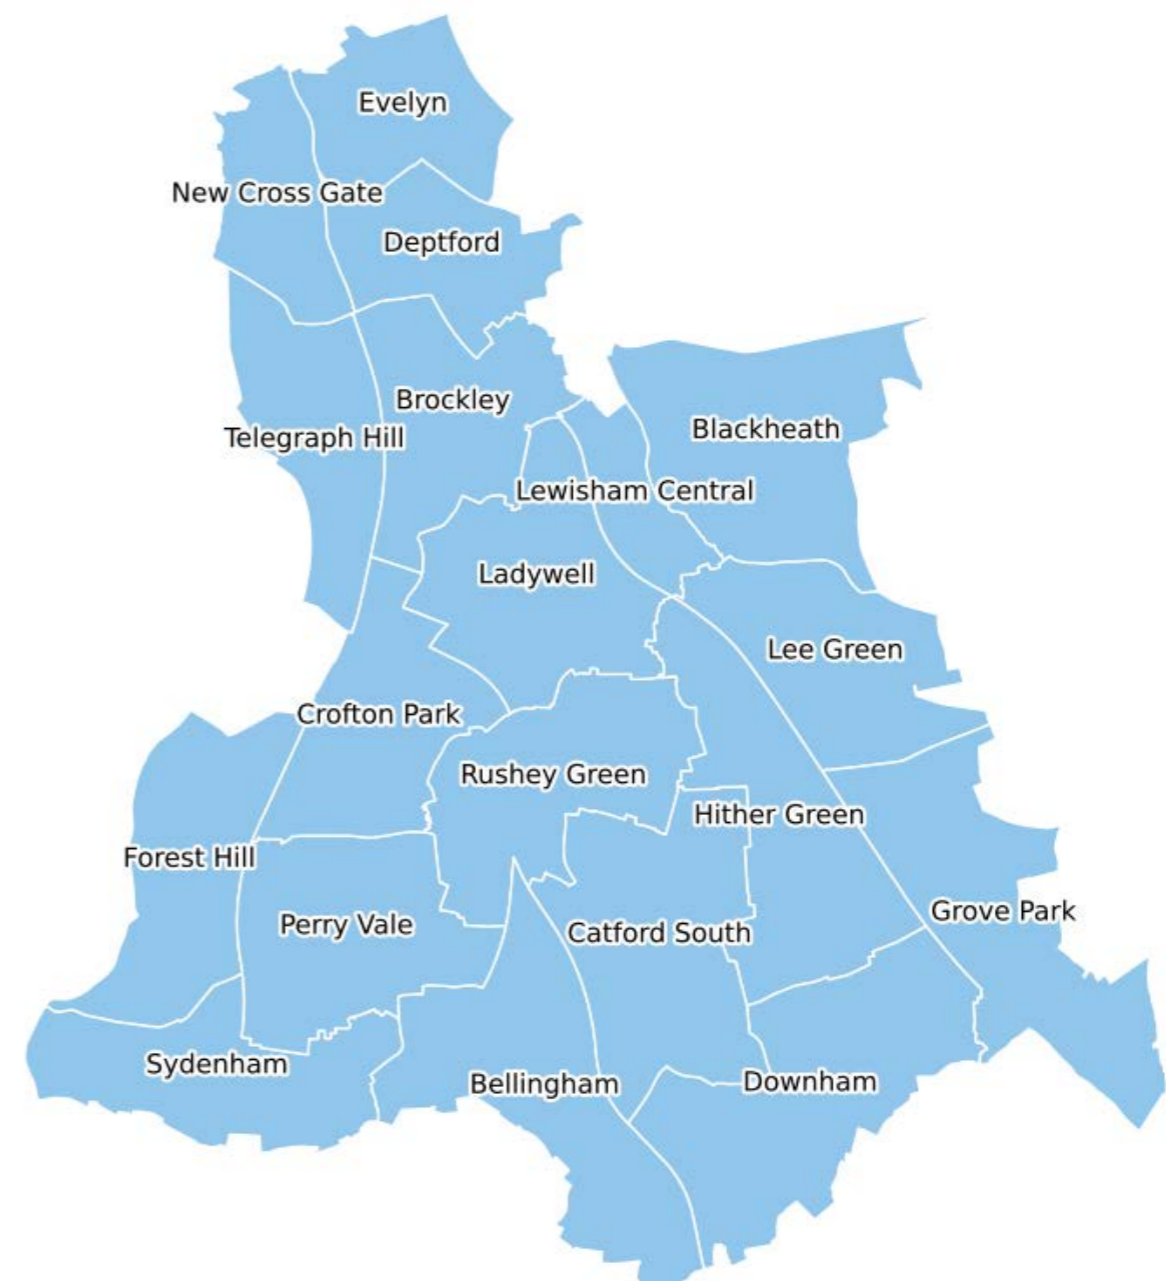 Evelyn
New Cross Gate
Deptford
Brockley
Blackheath
Telegraph Hill
Lewisham Central
Ladywell
Lee Green
Crofton Park
Rushey Green
Hither Green
Forest Hill
Grove Park
Perry Vale
Catford South
Sydenham
Bellingham
Downham